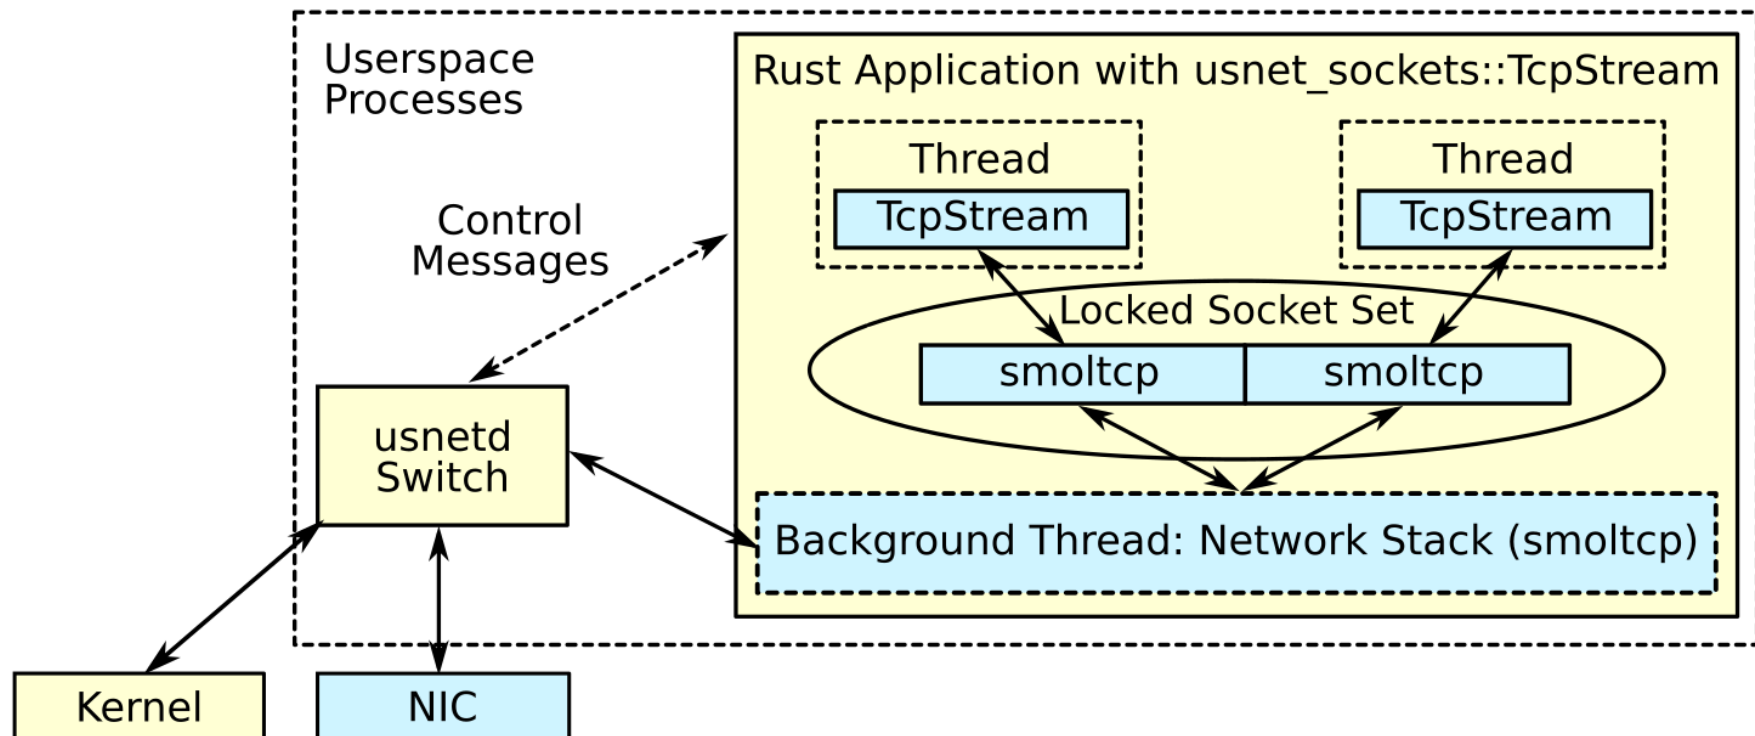 Userspace
Processes
Rust Application with usnet_sockets::TcpStream
Thread
TcpStream
Thread
TcpStream
Control
Messages
Locked Socket Set
smoltcp
smoltcp
usnetd
Switch
Background Thread: Network Stack (smoltcp)
Kernel
NIC